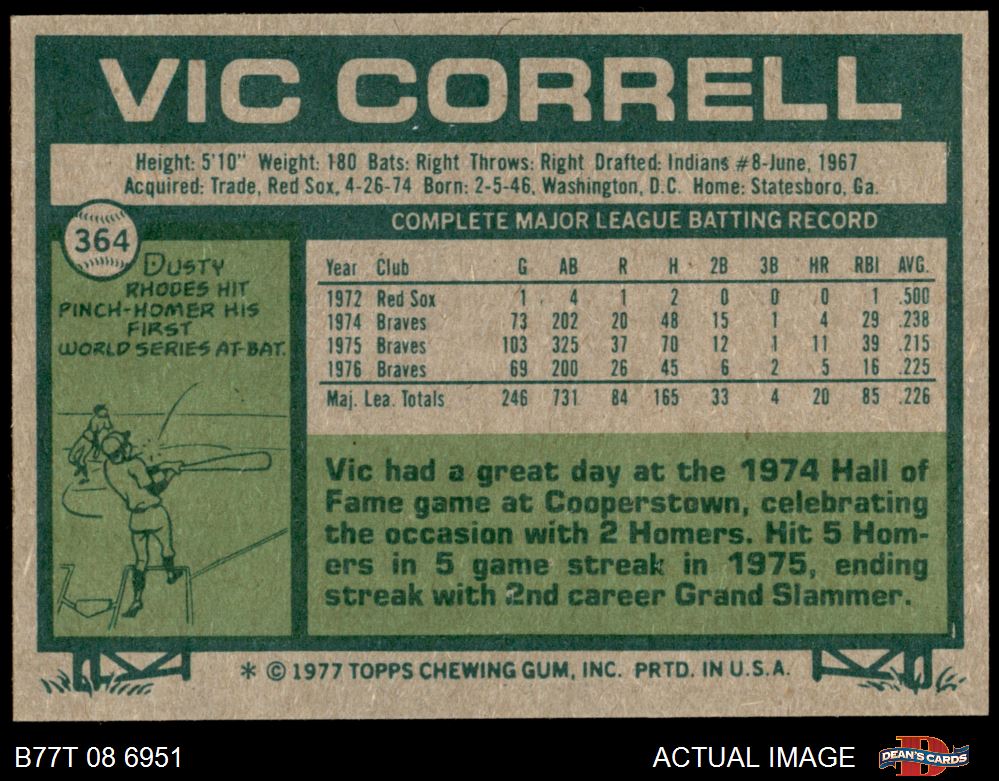 VIC CORRELL
Height: 5'10" Weight: 180 Bats: Right Throws: Right Drafted: Indians #8-June, 1967
Acquired: Trade, Red Sox, 4-26-74 Born: 2-5-46, Washington, D.C. Home: Statesboro, Ga.
364
DUSTY
RHODES HIT
PINCH-HOMER HIS
FIRST
WORLD SERIES AT-BAT.
COMPLETE MAJOR LEAGUE BATTING RECORD
Year Club G AB R H 2B 3B HR RBI AVG.
1972 Red Sox 1 4 1 2 0 0 0 1 .500
1974 Braves 73 202 20 48 15 1 4 29 .238
1975 Braves 103 325 37 70 12 1 11 39 .215
1976 Braves 69 200 26 45 6 2 5 16 .225
Maj. Lea. Totals 246 731 84 165 33 4 20 85 .226
Vic had a great day at the 1974 Hall of
Fame game at Cooperstown, celebrating
the occasion with 2 Homers. Hit 5 Hom-
ers in 5 game streak in 1975, ending
streak with 2nd career Grand Slammer.
* © 1977 TOPPS CHEWING GUM, INC. PRTD. IN U.S.A.
B77T 08 6951
ACTUAL IMAGE
DEAN'S CARDS